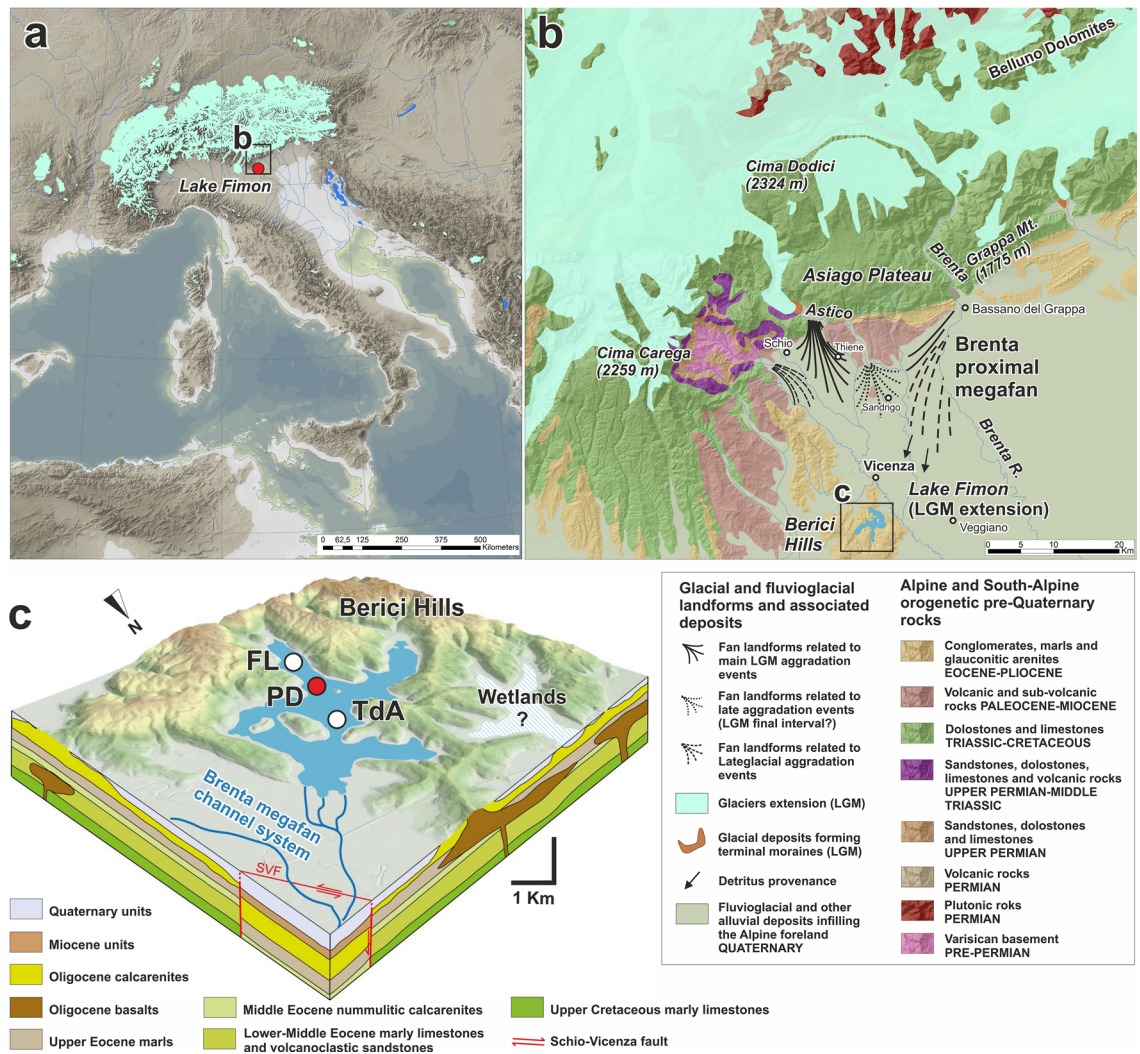 a
b
Lake Fimon
0 62,5 125 250 375 500
Kilometers
b
Belluno Dolomites
Cima Dodici
(2324 m)
Brenta
Grappa Mt.
(1775 m)
Asiago Plateau
Astico
Bassano del Grappa
Schio
Thiene
Cima Carega
(2259 m)
Brenta
proximal
megafan
Sandrigo
Brenta R.
Vicenza
c
Lake Fimon
(LGM extension)
Veggiano
Berici
Hills
0 5 10 20
Km
c
N
Berici Hills
FL
PD
TdA
Wetlands
?
Brenta megafan
channel system
SVF
1 Km
Quaternary units
Miocene units
Oligocene calcarenites
Oligocene basalts
Upper Eocene marls
Middle Eocene nummulitic calcarenites
Lower-Middle Eocene marly limestones
and volcanoclastic sandstones
Upper Cretaceous marly limestones
Schio-Vicenza fault
Glacial and fluvioglacial
landforms and associated
deposits
Fan landforms related to
main LGM aggradation
events
Fan landforms related to
late aggradation events
(LGM final interval?)
Fan landforms related to
Lateglacial aggradation
events
Glaciers extension (LGM)
Glacial deposits forming
terminal moraines (LGM)
Detritus provenance
Fluvioglacial and other
alluvial deposits infilling
the Alpine foreland
QUATERNARY
Alpine and South-Alpine
orogenetic pre-Quaternary
rocks
Conglomerates, marls and
glauconitic arenites
EOCENE-PLIOCENE
Volcanic and sub-volcanic
rocks PALEOCENE-MIOCENE
Dolostones and limestones
TRIASSIC-CRETACEOUS
Sandstones, dolostones,
limestones and volcanic rocks
UPPER PERMIAN-MIDDLE
TRIASSIC
Sandstones, dolostones
and limestones
UPPER PERMIAN
Volcanic rocks
PERMIAN
Plutonic roks
PERMIAN
Varisican basement
PRE-PERMIAN